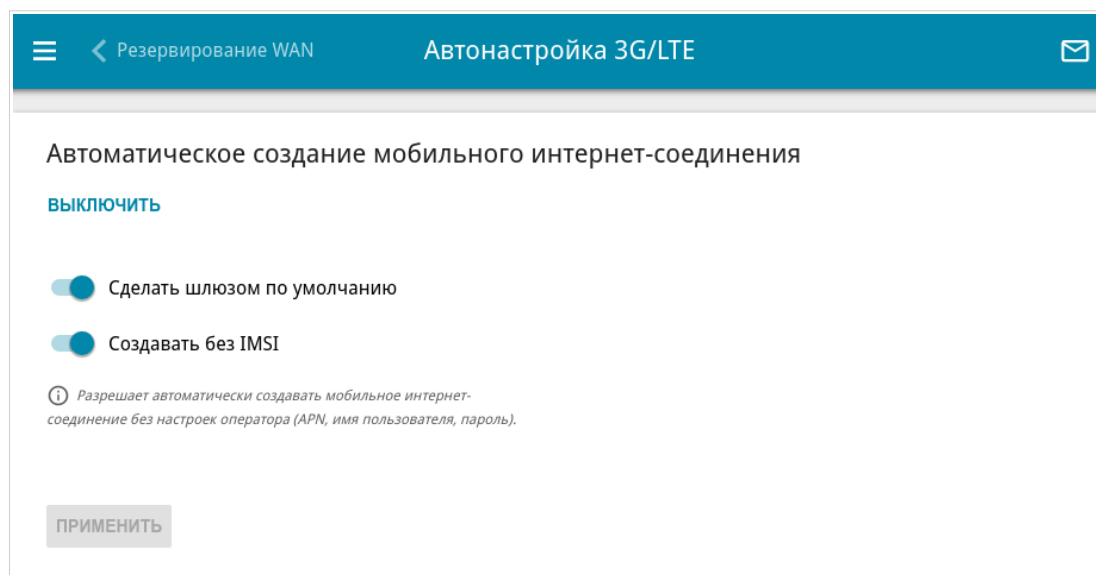 Резервирование WAN
Автонастройка 3G/LTE
Автоматическое создание мобильного интернет-соединения
ВЫКЛЮЧИТЬ
Сделать шлюзом по умолчанию
Создавать без IMSI
Разрешает автоматически создавать мобильное интернет-
соединение без настроек оператора (APN, имя пользователя, пароль).
ПРИМЕНИТЬ